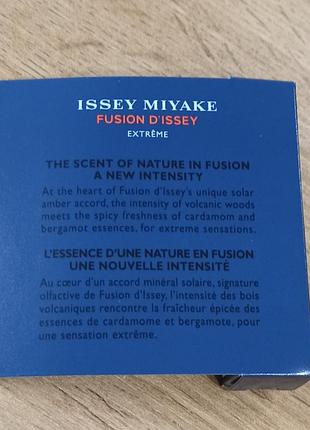 ISSEY MIYAKE
FUSION D'ISSEY
EXTRÊME
THE SCENT OF NATURE IN FUSION
A NEW INTENSITY
At the heart of Fusion d'Issey's unique solar
amber accord, the intensity of volcanic woods
meets the spicy freshness of cardamom and
bergamot essences, for extreme sensations.
L'ESSENCE D'UNE NATURE EN FUSION
UNE NOUVELLE INTENSITÉ
Au cœur d'un accord minéral solaire, signature
olfactive de Fusion d'Issey, l'intensité des bois
volcaniques rencontre la fraîcheur épicée des
essences de cardamome et bergamote, pour
une sensation extrême.